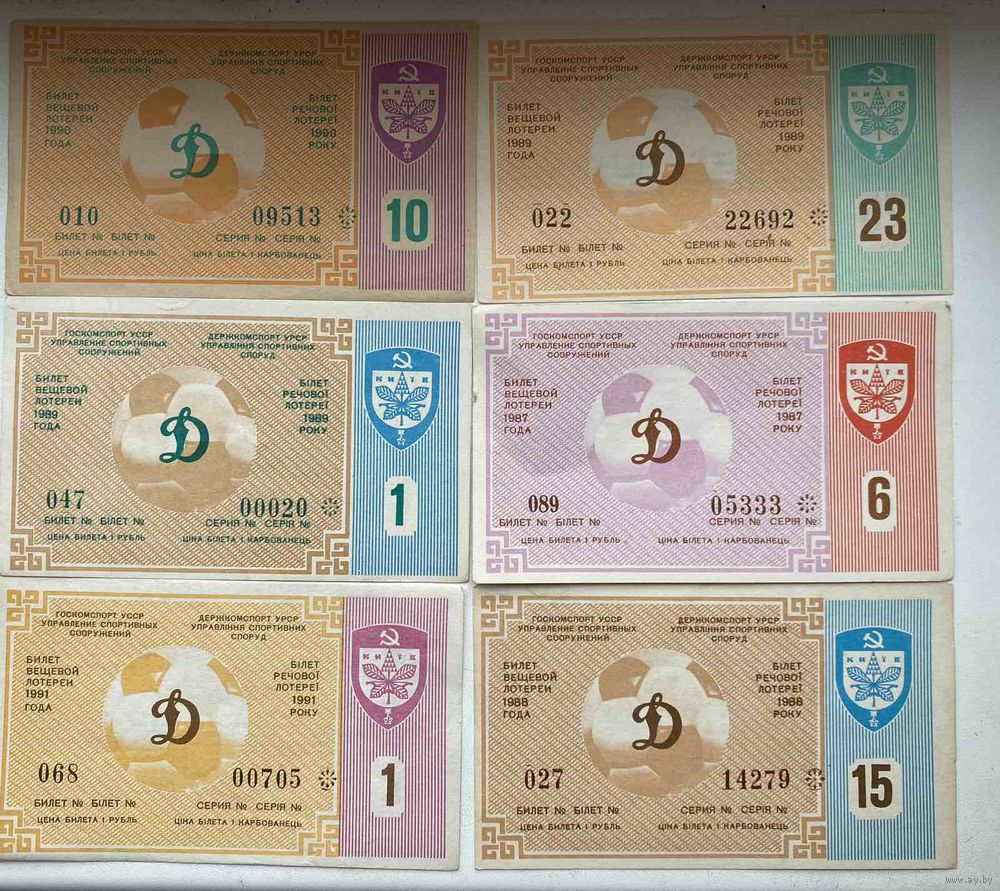 ГОСКОМСПОРТ УССР
УПРАВЛЕНИЕ СПОРТИВНЫХ
СООРУЖЕНИЙ
ДЕРЖКОМСПОРТ УРСР
УПРАВЛІННЯ СПОРТИВНИХ
СПОРУД
БИЛЕТ
ВЕЩЕВОЙ
ЛОТЕРЕИ
1990
ГОДА
БІЛЕТ
РЕЧОВОЇ
ЛОТЕРЕЇ
1990
РОКУ
Д
КИЇВ
010
09513
10
БИЛЕТ № БІЛЕТ №
СЕРИЯ № СЕРІЯ №
ЦЕНА БИЛЕТА 1 РУБЛЬ
ЦІНА БІЛЕТА 1 КАРБОВАНЕЦЬ
ГОСКОМСПОРТ УССР
УПРАВЛЕНИЕ СПОРТИВНЫХ
СООРУЖЕНИЙ
ДЕРЖКОМСПОРТ УРСР
УПРАВЛІННЯ СПОРТИВНИХ
СПОРУД
БИЛЕТ
ВЕЩЕВОЙ
ЛОТЕРЕИ
1989
ГОДА
БІЛЕТ
РЕЧОВОЇ
ЛОТЕРЕЇ
1989
РОКУ
Д
КИЇВ
022
22692
23
БИЛЕТ № БІЛЕТ №
СЕРИЯ № СЕРІЯ №
ЦЕНА БИЛЕТА 1 РУБЛЬ
ЦІНА БІЛЕТА 1 КАРБОВАНЕЦЬ
ГОСКОМСПОРТ УССР
УПРАВЛЕНИЕ СПОРТИВНЫХ
СООРУЖЕНИЙ
ДЕРЖКОМСПОРТ УРСР
УПРАВЛІННЯ СПОРТИВНИХ
СПОРУД
БИЛЕТ
ВЕЩЕВОЙ
ЛОТЕРЕИ
1989
ГОДА
БІЛЕТ
РЕЧОВОЇ
ЛОТЕРЕЇ
1989
РОКУ
Д
КИЇВ
047
00020
1
БИЛЕТ № БІЛЕТ №
СЕРИЯ № СЕРІЯ №
ЦЕНА БИЛЕТА 1 РУБЛЬ
ЦІНА БІЛЕТА 1 КАРБОВАНЕЦЬ
ГОСКОМСПОРТ УССР
УПРАВЛЕНИЕ СПОРТИВНЫХ
СООРУЖЕНИЙ
ДЕРЖКОМСПОРТ УРСР
УПРАВЛІННЯ СПОРТИВНИХ
СПОРУД
БИЛЕТ
ВЕЩЕВОЙ
ЛОТЕРЕИ
1987
ГОДА
БІЛЕТ
РЕЧОВОЇ
ЛОТЕРЕЇ
1987
РОКУ
Д
КИЇВ
089
05333
6
БИЛЕТ № БІЛЕТ №
СЕРИЯ № СЕРІЯ №
ЦЕНА БИЛЕТА 1 РУБЛЬ
ЦІНА БІЛЕТА 1 КАРБОВАНЕЦЬ
ГОСКОМСПОРТ УССР
УПРАВЛЕНИЕ СПОРТИВНЫХ
СООРУЖЕНИЙ
ДЕРЖКОМСПОРТ УРСР
УПРАВЛІННЯ СПОРТИВНИХ
СПОРУД
БИЛЕТ
ВЕЩЕВОЙ
ЛОТЕРЕИ
1991
ГОДА
БІЛЕТ
РЕЧОВОЇ
ЛОТЕРЕЇ
1991
РОКУ
Д
КИЇВ
068
00705
1
БИЛЕТ № БІЛЕТ №
СЕРИЯ № СЕРІЯ №
ЦЕНА БИЛЕТА 1 РУБЛЬ
ЦІНА БІЛЕТА 1 КАРБОВАНЕЦЬ
ГОСКОМСПОРТ УССР
УПРАВЛЕНИЕ СПОРТИВНЫХ
СООРУЖЕНИЙ
ДЕРЖКОМСПОРТ УРСР
УПРАВЛІННЯ СПОРТИВНИХ
СПОРУД
БИЛЕТ
ВЕЩЕВОЙ
ЛОТЕРЕИ
1988
ГОДА
БІЛЕТ
РЕЧОВОЇ
ЛОТЕРЕЇ
1988
РОКУ
Д
КИЇВ
027
14279
15
БИЛЕТ № БІЛЕТ №
СЕРИЯ № СЕРІЯ №
ЦЕНА БИЛЕТА 1 РУБЛЬ
ЦІНА БІЛЕТА 1 КАРБОВАНЕЦЬ
www.ay.by